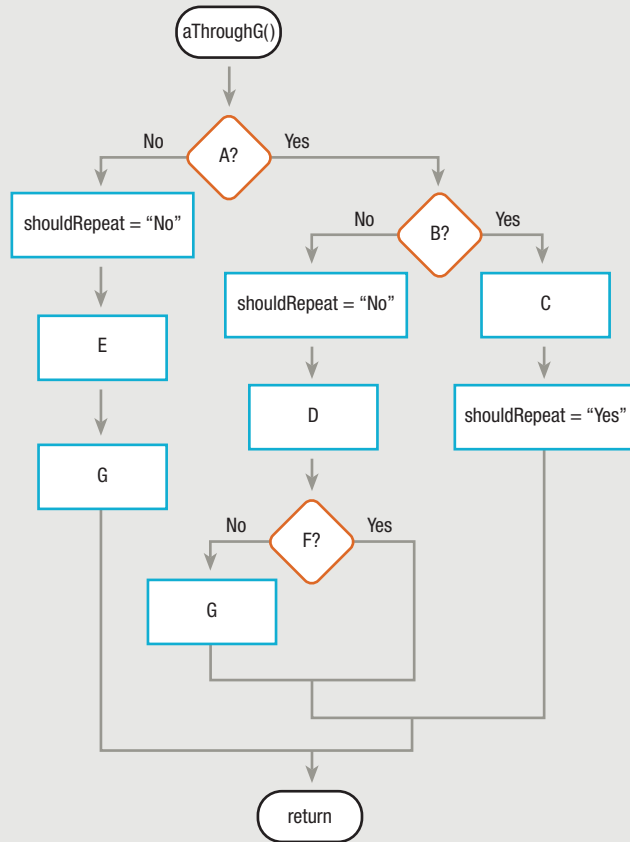 aThroughG()
No
A?
Yes
shouldRepeat = “No”
No
B?
Yes
shouldRepeat = “No”
C
E
D
shouldRepeat = “Yes”
G
No
F?
Yes
G
return